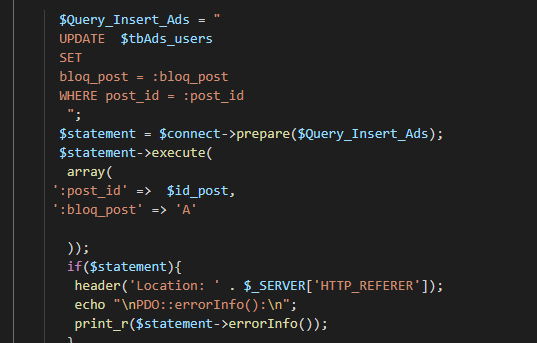 $Query_Insert_Ads = "
UPDATE  $tbAds_users
SET
bloq_post = :bloq_post
WHERE post_id = :post_id
";
$statement = $connect->prepare($Query_Insert_Ads);
$statement->execute(
array(
':post_id' =>  $id_post,
':bloq_post' => 'A'
));
if($statement){
header('Location: ' . $_SERVER['HTTP_REFERER']);
echo "\nPDO::errorInfo():\n";
print_r($statement->errorInfo());
}